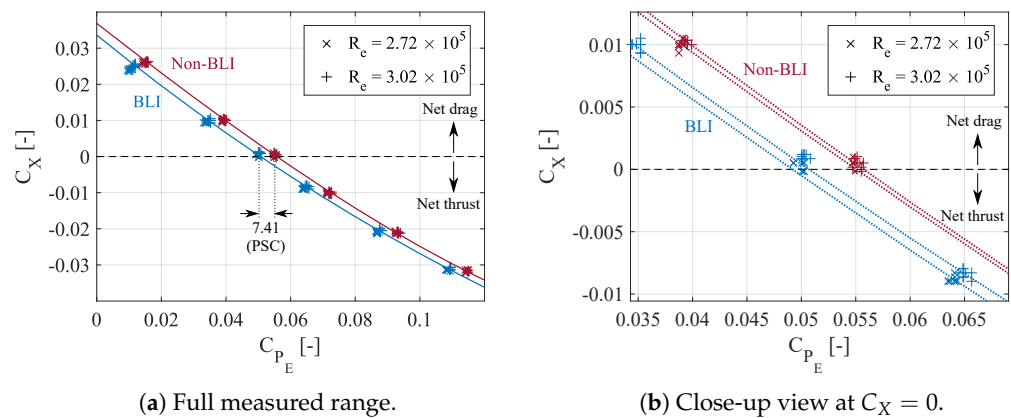 0.03
0.02
0.01
0
-0.01
-0.02
-0.03
C_X [-]
0
0.02
0.04
0.06
0.08
0.1
C_{P_E} [-]
× R_e = 2.72 × 10^5
+ R_e = 3.02 × 10^5
Non-BLI
BLI
Net drag
Net thrust
7.41
(PSC)
(a) Full measured range.
0.01
0.005
0
-0.005
-0.01
C_X [-]
0.035
0.04
0.045
0.05
0.055
0.06
0.065
C_{P_E} [-]
× R_e = 2.72 × 10^5
+ R_e = 3.02 × 10^5
Non-BLI
BLI
Net drag
Net thrust
(b) Close-up view at C_X = 0.